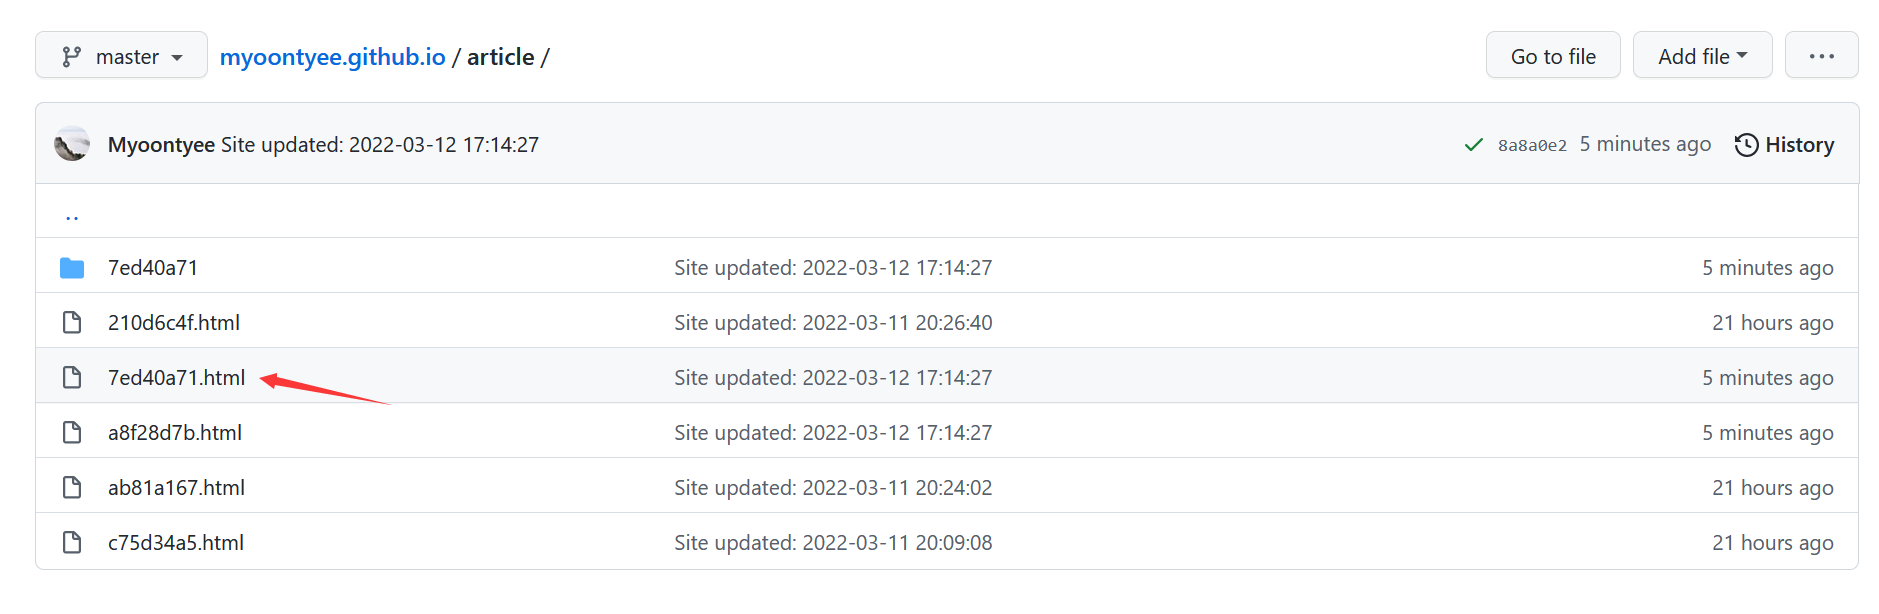 master myoontyee.github.io / article / Go to file Add file ...
Myoontyee Site updated: 2022-03-12 17:14:27 8a8a0e2 5 minutes ago History
..
7ed40a71 Site updated: 2022-03-12 17:14:27 5 minutes ago
210d6c4f.html Site updated: 2022-03-11 20:26:40 21 hours ago
7ed40a71.html Site updated: 2022-03-12 17:14:27 5 minutes ago
a8f28d7b.html Site updated: 2022-03-12 17:14:27 5 minutes ago
ab81a167.html Site updated: 2022-03-11 20:24:02 21 hours ago
c75d34a5.html Site updated: 2022-03-11 20:09:08 21 hours ago